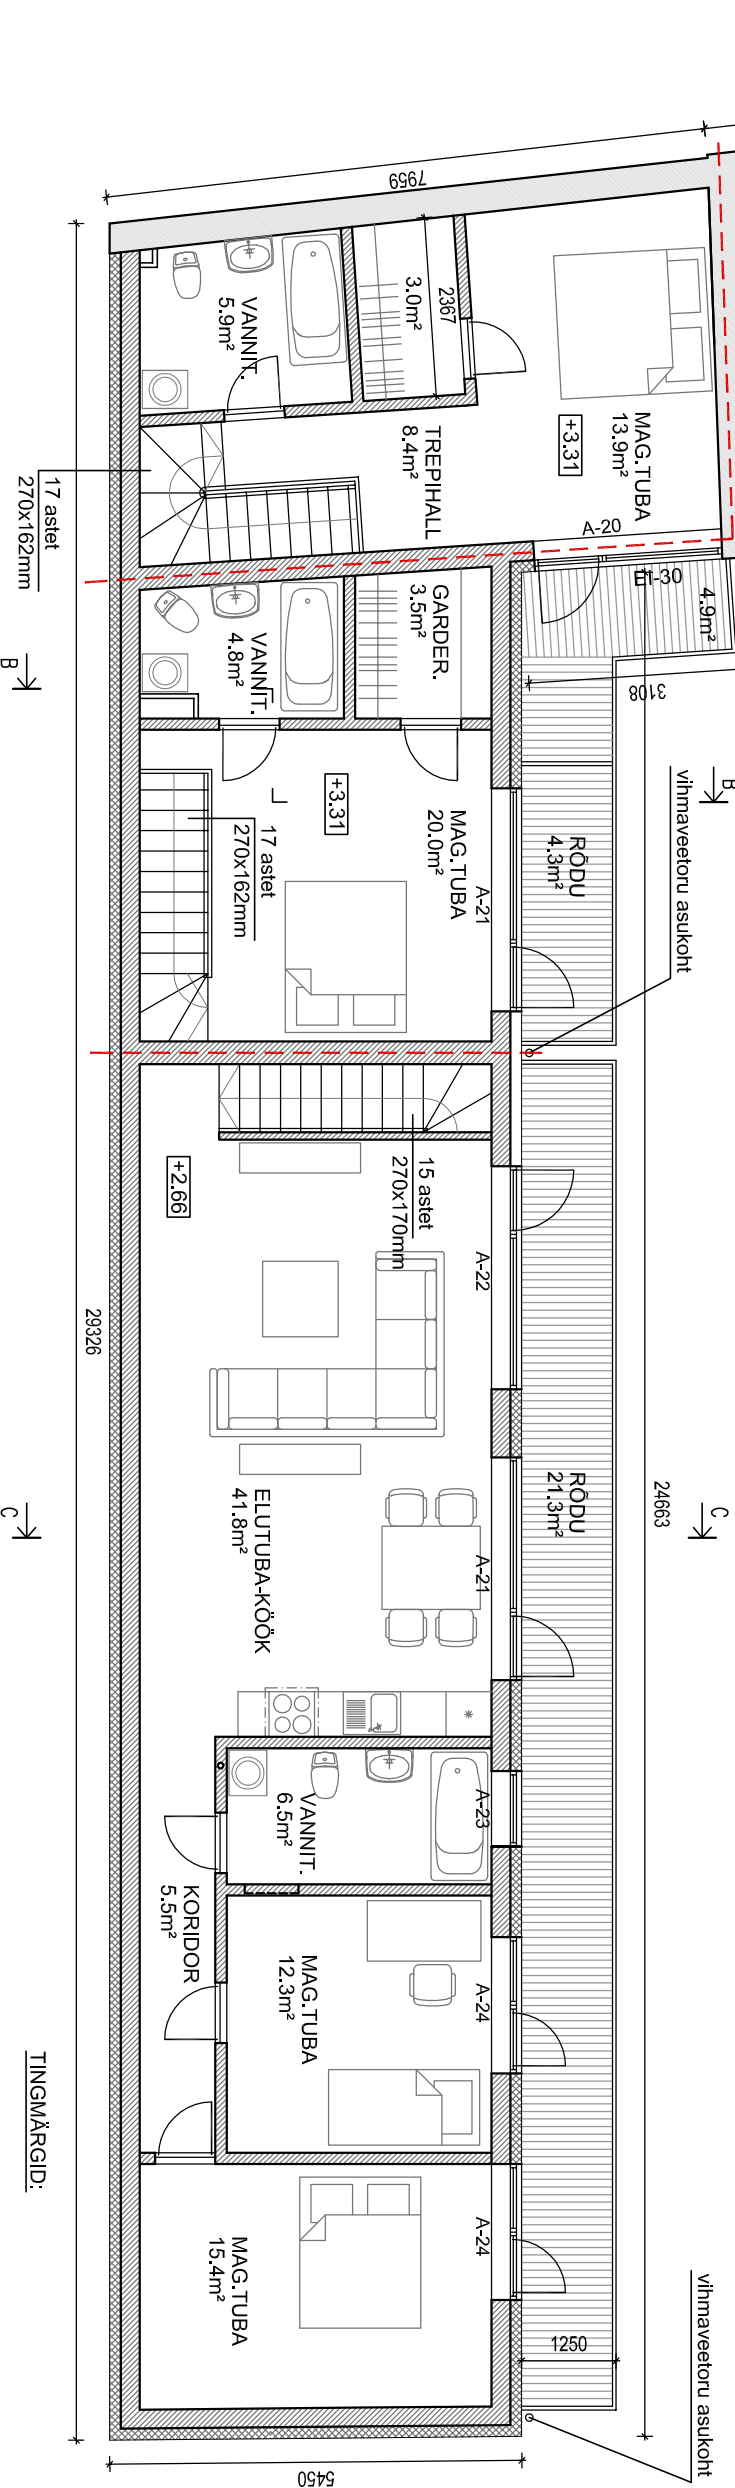 7959
VANNIT.
5.9m²
3.0m²
2367
MAG.TUBA
13.9m²
+3.31
TREPIHALL
8.4m²
A-20
EI-30
4.9m²
3108
17 astet
270x162mm
B
B
VANNIT.
4.8m²
GARDER.
3.5m²
+3.31
17 astet
270x162mm
MAG.TUBA
20.0m²
A-21
RÕDU
4.3m²
vihmaveetoru asukoht
+2.66
15 astet
270x170mm
A-22
29326
24663
ELUTUBA-KÖÖK
41.8m²
A-21
RÕDU
21.3m²
C
C
VANNIT.
6.5m²
A-23
KORIDOR
5.5m²
MAG.TUBA
12.3m²
A-24
TINGMÄRGID:
MAG.TUBA
15.4m²
A-24
1250
vihmaveetoru asukoht
5450